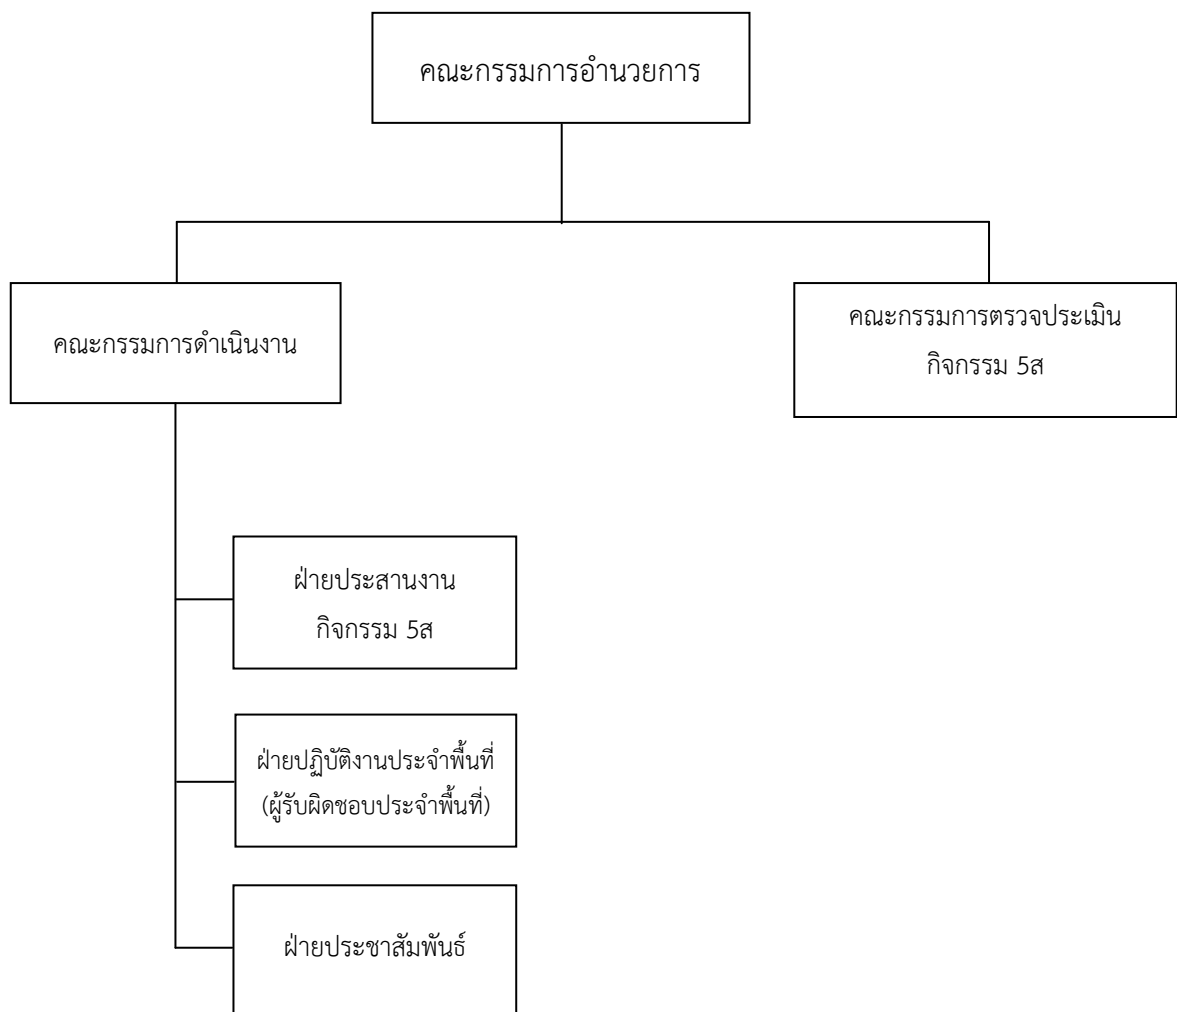 คณะกรรมการอำนวยการ
คณะกรรมการดำเนินงาน
คณะกรรมการตรวจประเมิน
กิจกรรม 5ส
ฝ่ายประสานงาน
กิจกรรม 5ส
ฝ่ายปฏิบัติงานประจำพื้นที่
(ผู้รับผิดชอบประจำพื้นที่)
ฝ่ายประชาสัมพันธ์